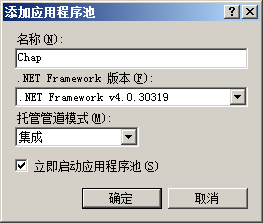 添加应用程序池
名称(N):
Chap
.NET Framework 版本(F):
.NET Framework v4.0.30319
托管管道模式(M):
集成
立即启动应用程序池(S)
确定
取消